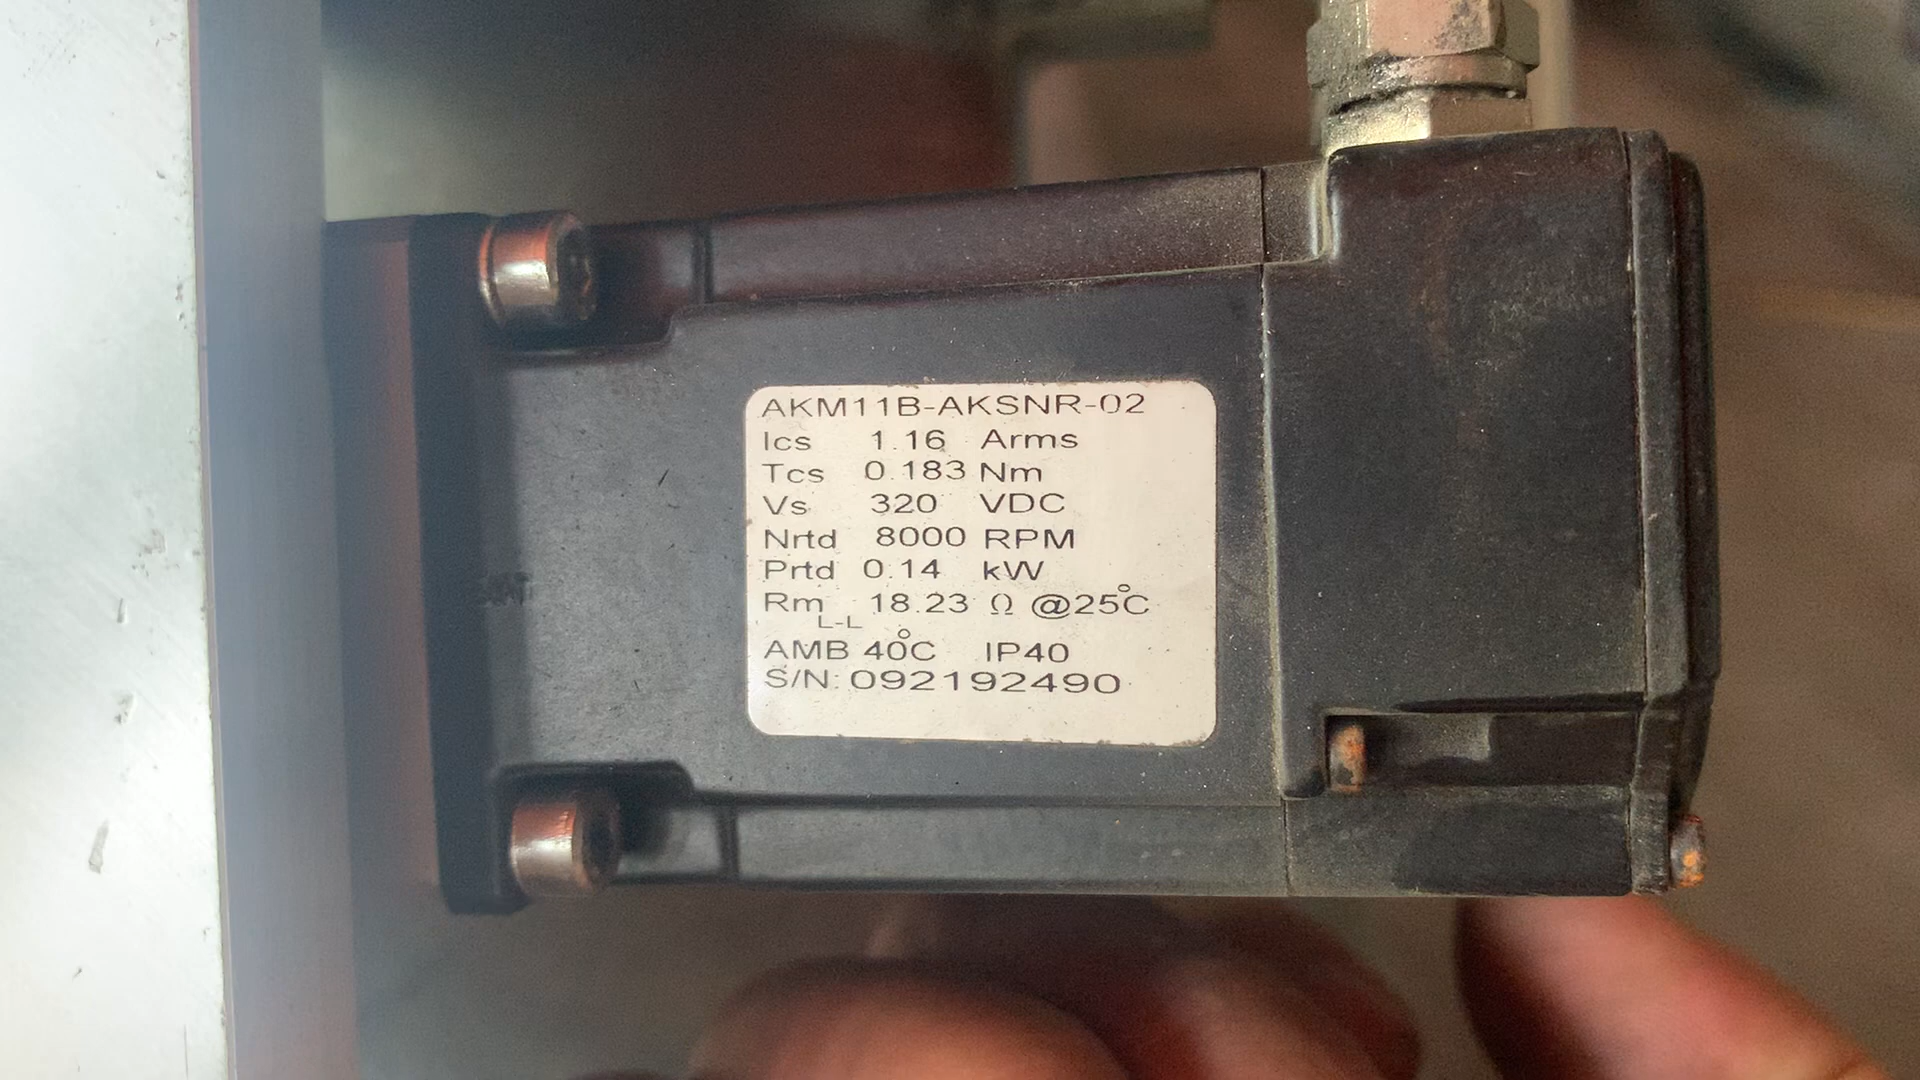 AKM11B-AKSNR-02
Ics 1.16 Arms
Tcs 0.183 Nm
Vs 320 VDC
Nrtd 8000 RPM
Prtd 0.14 kW
Rm L-L 18.23 Ω @25°C
AMB 40°C IP40
S/N: 092192490